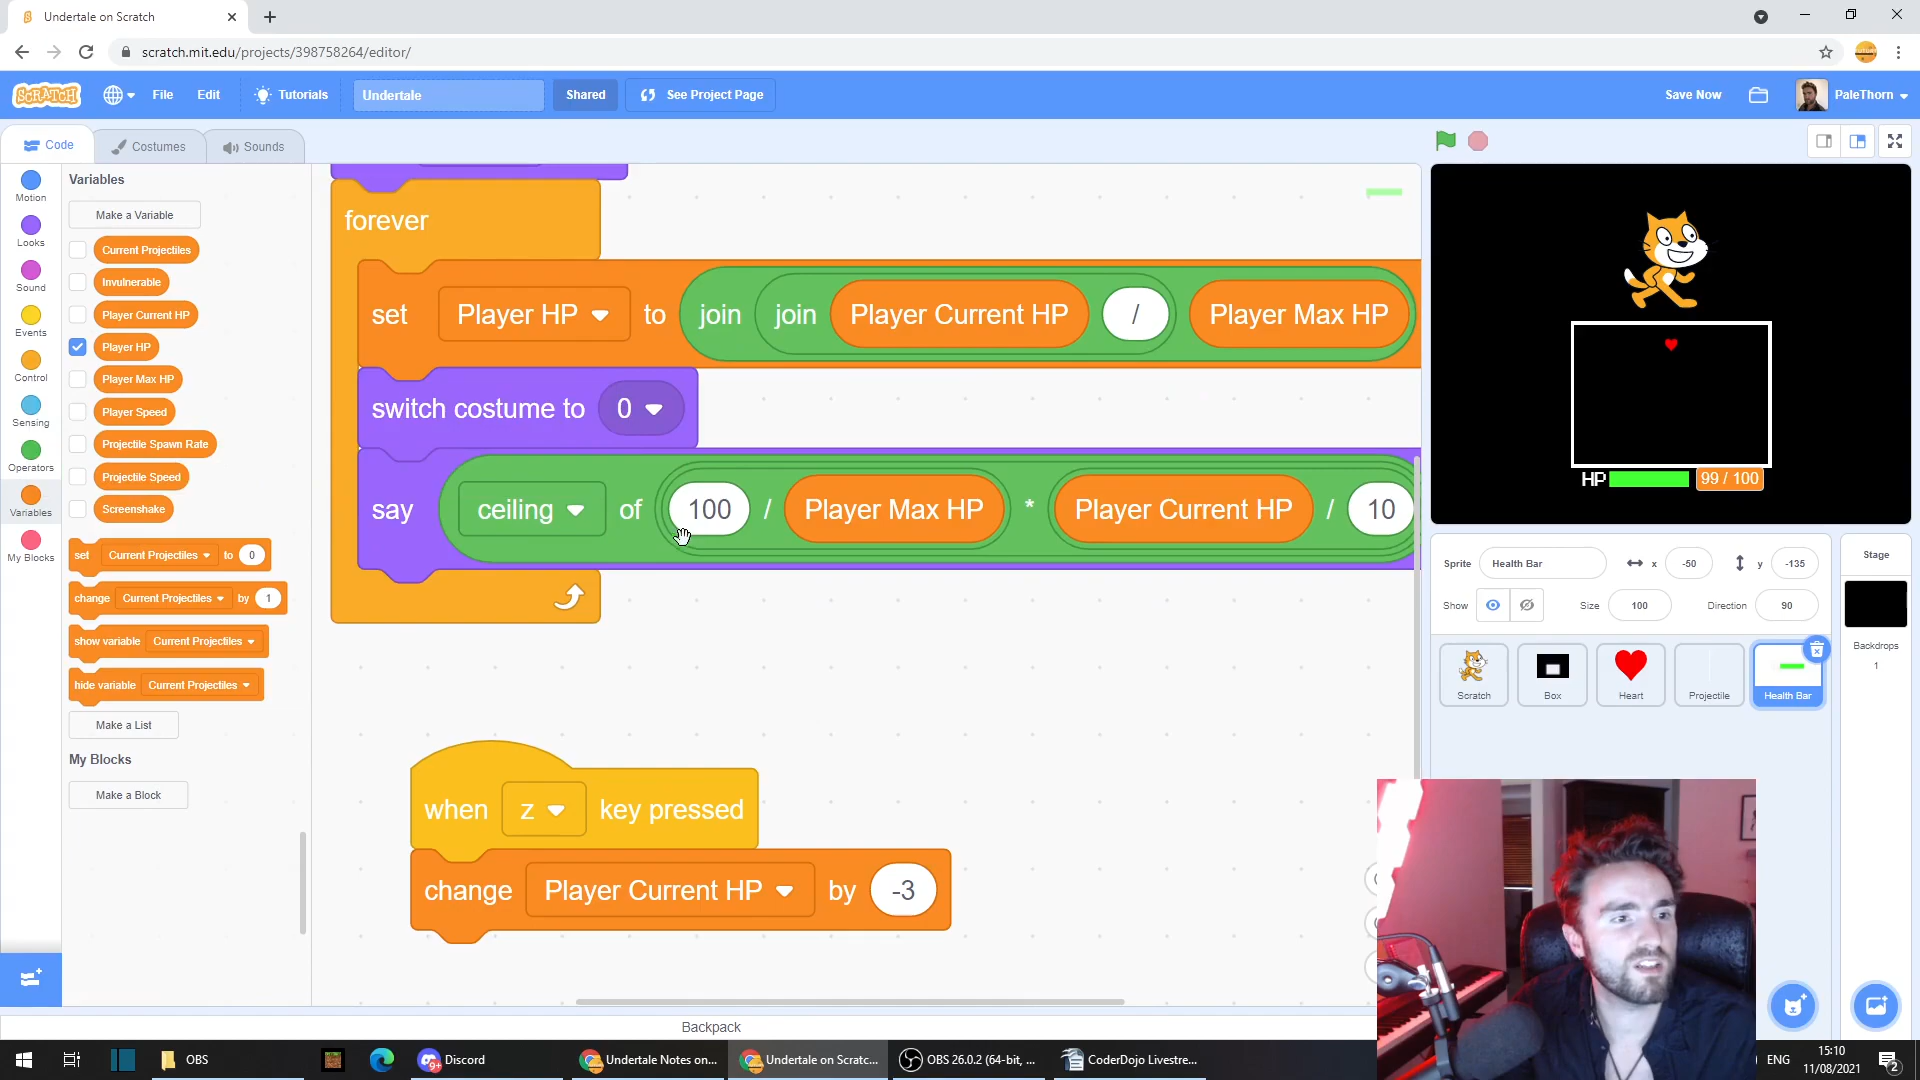 Undertale on Scratch
scratch.mit.edu/projects/398758264/editor/
SCRATCH
File
Edit
Tutorials
Undertale
Shared
See Project Page
Save Now
PaleThorn
Code
Costumes
Sounds
Motion
Looks
Sound
Events
Control
Sensing
Operators
Variables
My Blocks
Variables
Make a Variable
Current Projectiles
Invulnerable
Player Current HP
Player HP
Player Max HP
Player Speed
Projectile Spawn Rate
Projectile Speed
Screenshake
set Current Projectiles to 0
change Current Projectiles by 1
show variable Current Projectiles
hide variable Current Projectiles
Make a List
My Blocks
Make a Block
forever
set Player HP to join join Player Current HP / Player Max HP
switch costume to 0
say ceiling of 100 / Player Max HP * Player Current HP / 10
when z key pressed
change Player Current HP by -3
HP 99 / 100
Sprite Health Bar x -50 y -135
Show Size 100 Direction 90
Scratch
Box
Heart
Projectile
Health Bar
Stage
Backdrops
1
Backpack
OBS
9+
Discord
Undertale Notes on...
Undertale on Scratc...
OBS 26.0.2 (64-bit, ...
CoderDojo Livestre...
ENG
15:10
11/08/2021
2